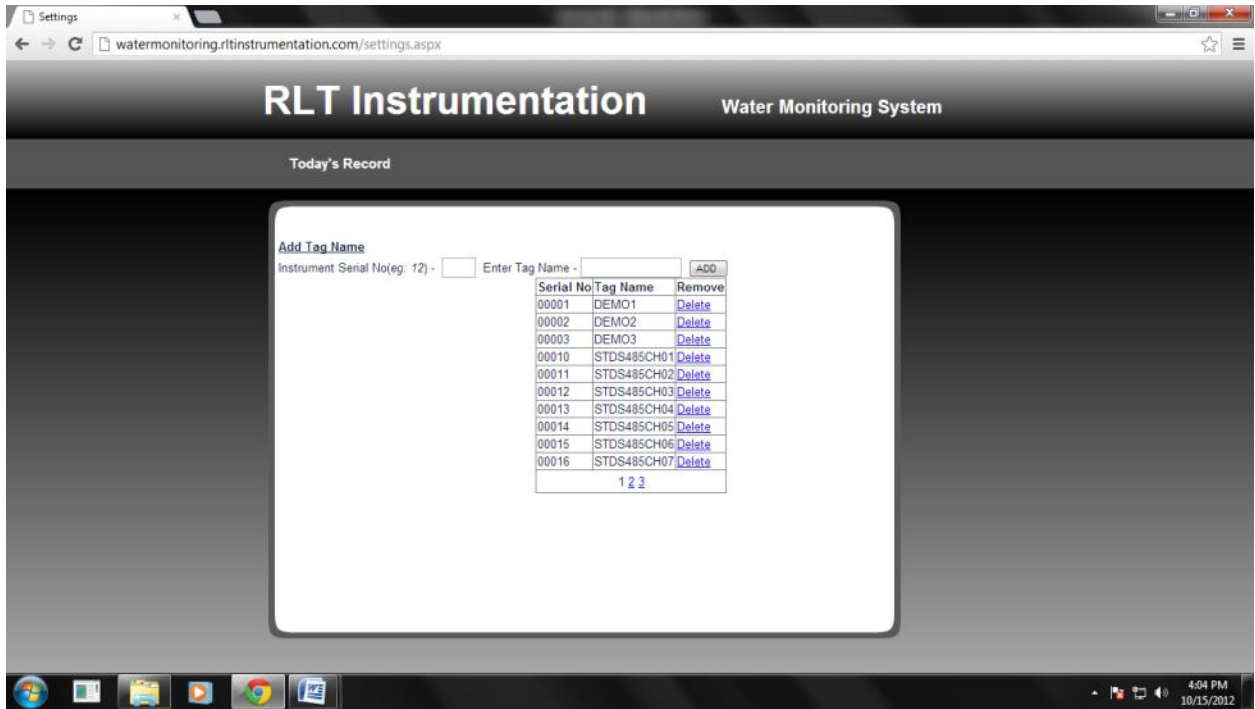 Settings
watermonitoring.rltinstrumentation.com/settings.aspx
RLT Instrumentation Water Monitoring System
Today's Record
Add Tag Name
Instrument Serial No(eg: 12) - Enter Tag Name - ADD
Serial No Tag Name Remove
00001 DEMO1 Delete
00002 DEMO2 Delete
00003 DEMO3 Delete
00010 STDS485CH01 Delete
00011 STDS485CH02 Delete
00012 STDS485CH03 Delete
00013 STDS485CH04 Delete
00014 STDS485CH05 Delete
00015 STDS485CH06 Delete
00016 STDS485CH07 Delete
1 2 3
4:04 PM
10/15/2012